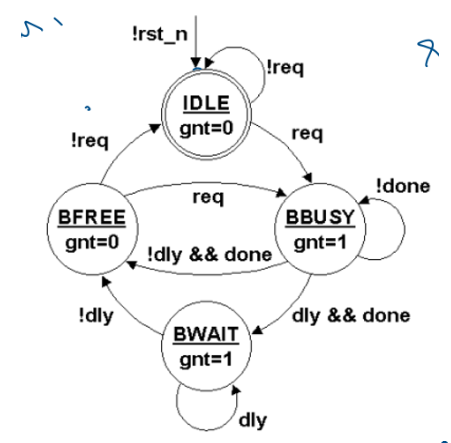 !rst_n
!req
IDLE
gnt=0
!req
req
!done
req
BFREE
gnt=0
BBUSY
gnt=1
!dly && done
!dly
dly && done
BWAIT
gnt=1
dly